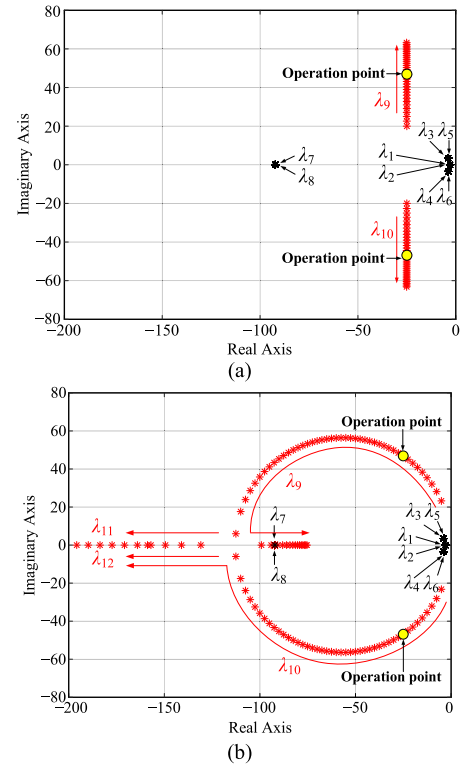 80
60
40
20
0
−20
−40
−60
−80
Imaginary Axis
Operation point
λ9
λ3 λ5
λ1
λ2
λ4 λ6
λ7
λ8
λ10
Operation point
−200 −150 −100 −50 0
Real Axis
(a)
80
60
40
20
0
−20
−40
−60
−80
Imaginary Axis
Operation point
λ9
λ11
λ12
λ7
λ8
λ3 λ5
λ1
λ2
λ4 λ6
λ10
Operation point
−200 −150 −100 −50 0
Real Axis
(b)